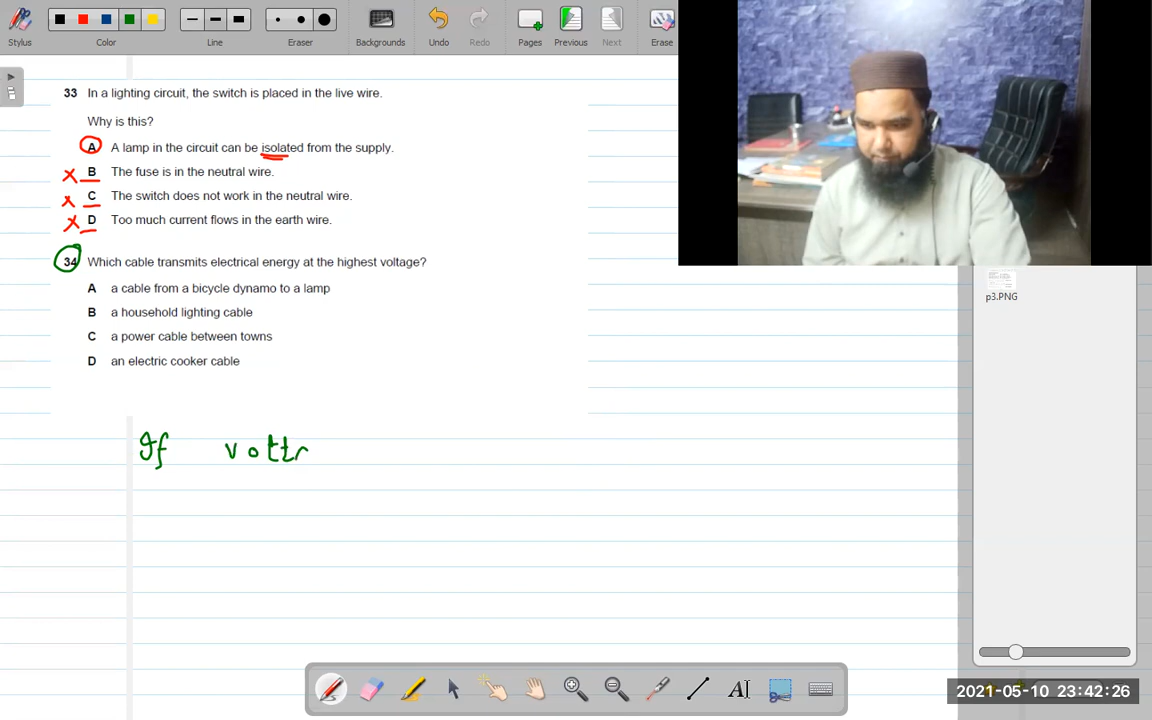 Stylus
Color
Line
Eraser
Backgrounds
Undo
Redo
Pages
Previous
Next
Erase
33 In a lighting circuit, the switch is placed in the live wire.
Why is this?
A A lamp in the circuit can be isolated from the supply.
X B The fuse is in the neutral wire.
X C The switch does not work in the neutral wire.
X D Too much current flows in the earth wire.
34 Which cable transmits electrical energy at the highest voltage?
A a cable from a bicycle dynamo to a lamp
B a household lighting cable
C a power cable between towns
D an electric cooker cable
p3.PNG
If vottr
2021-05-10 23:42:26